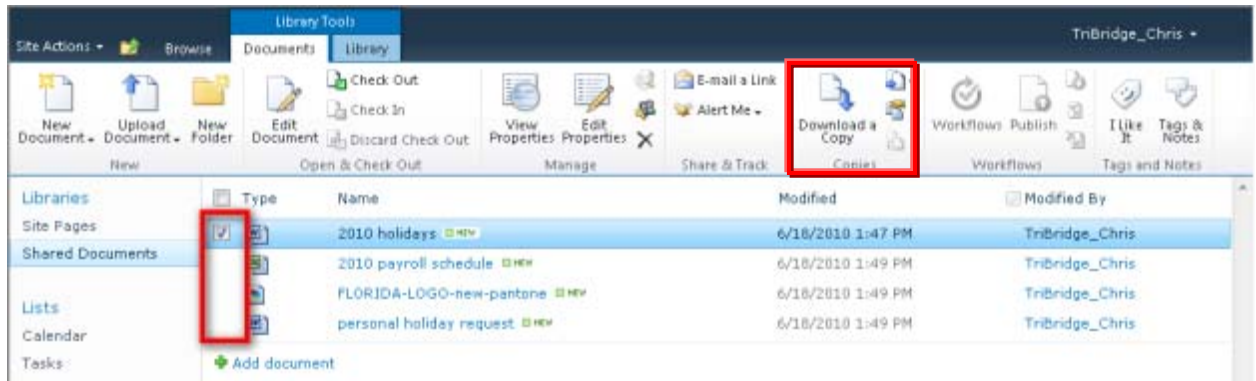 Library Tools
TriBridge_Chris
Site Actions Browse Documents Library
New Document Upload Document New Folder
New
Edit Document Check Out
Check In
Discard Check Out
Open & Check Out
View Properties Edit Properties
Manage
E-mail a Link
Alert Me
Share & Track
Download a Copy
Copies
Workflows Publish
Workflows
I Like It Tags & Notes
Tags and Notes
Libraries
Site Pages
Shared Documents
Lists
Calendar
Tasks
Type Name Modified Modified By
2010 holidays NEW 6/18/2010 1:47 PM TriBridge_Chris
2010 payroll schedule NEW 6/18/2010 1:49 PM TriBridge_Chris
FLORIDA-LOGO-new-pantone NEW 6/18/2010 1:49 PM TriBridge_Chris
personal holiday request NEW 6/18/2010 1:49 PM TriBridge_Chris
Add document